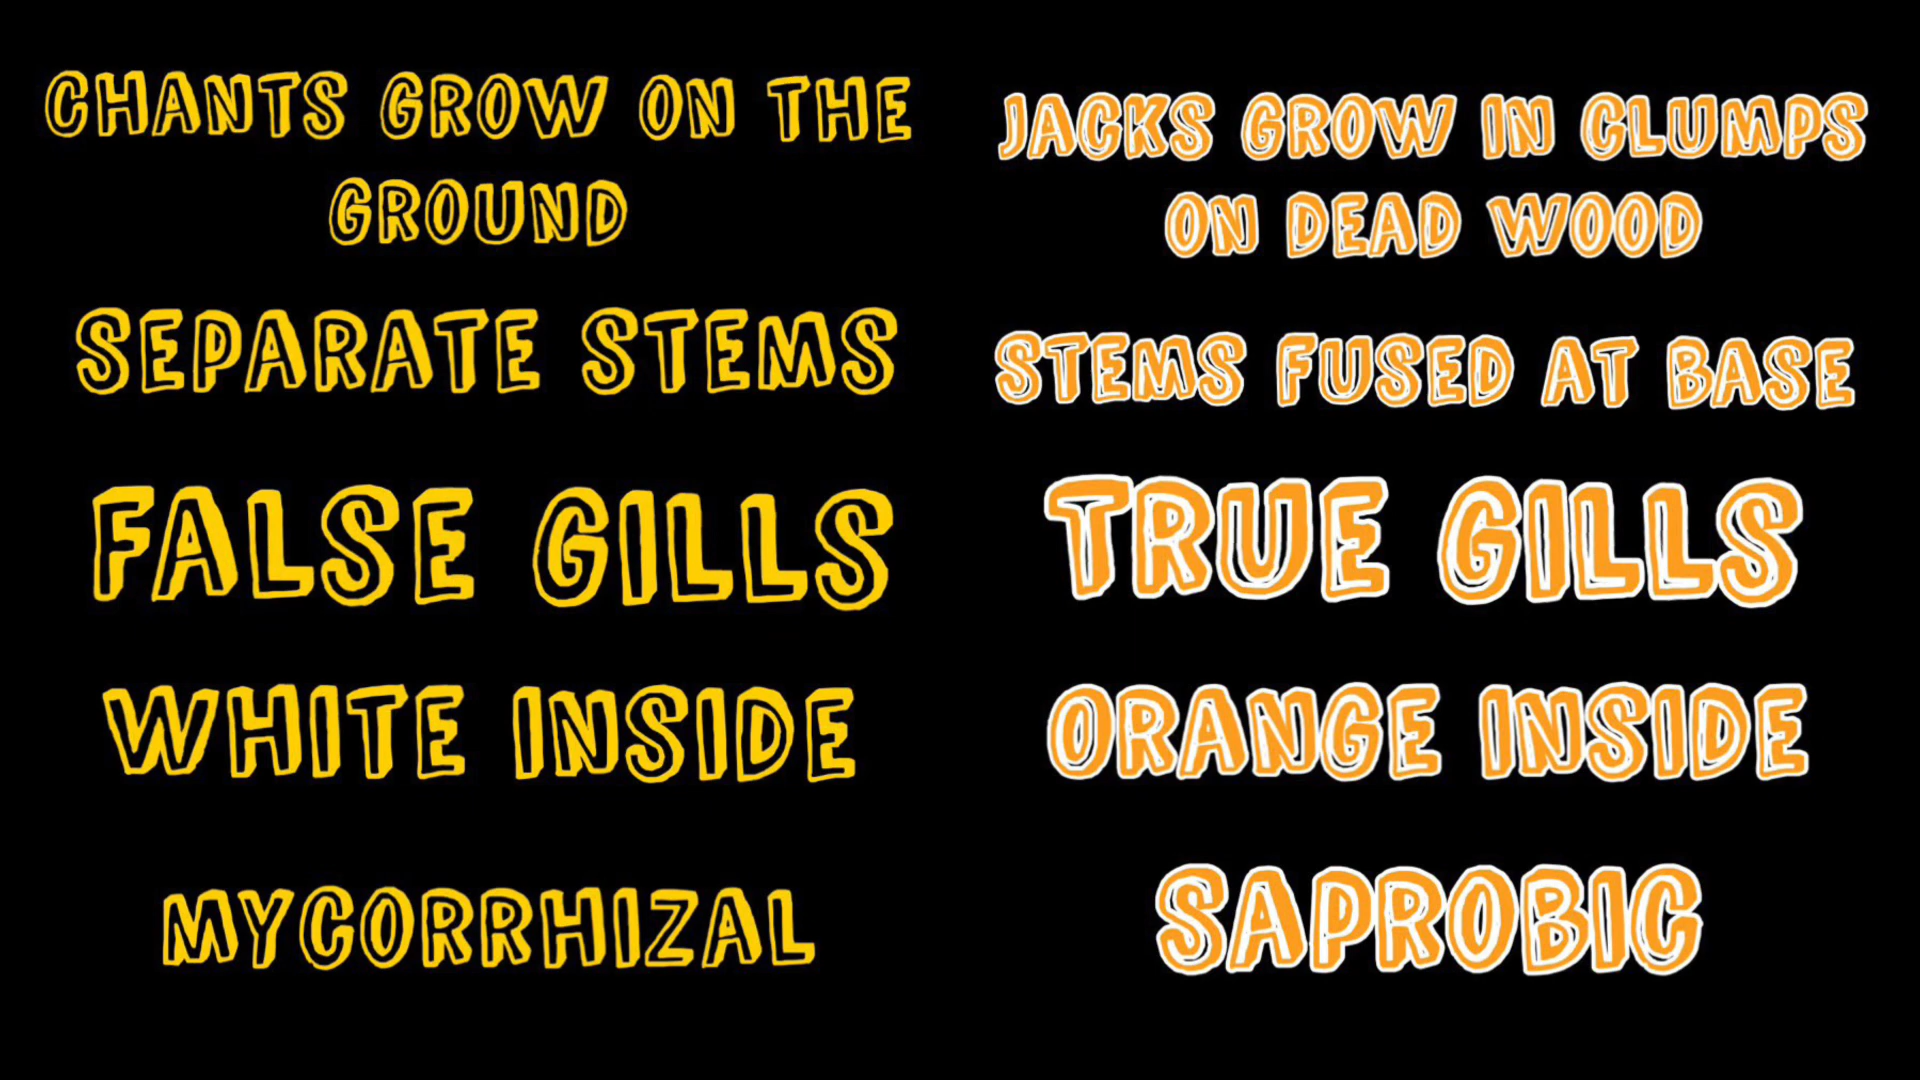 CHANTS GROW ON THE
GROUND
SEPARATE STEMS
FALSE GILLS
WHITE INSIDE
MYCORRHIZAL
JACKS GROW IN CLUMPS
ON DEAD WOOD
STEMS FUSED AT BASE
TRUE GILLS
ORANGE INSIDE
SAPROBIC